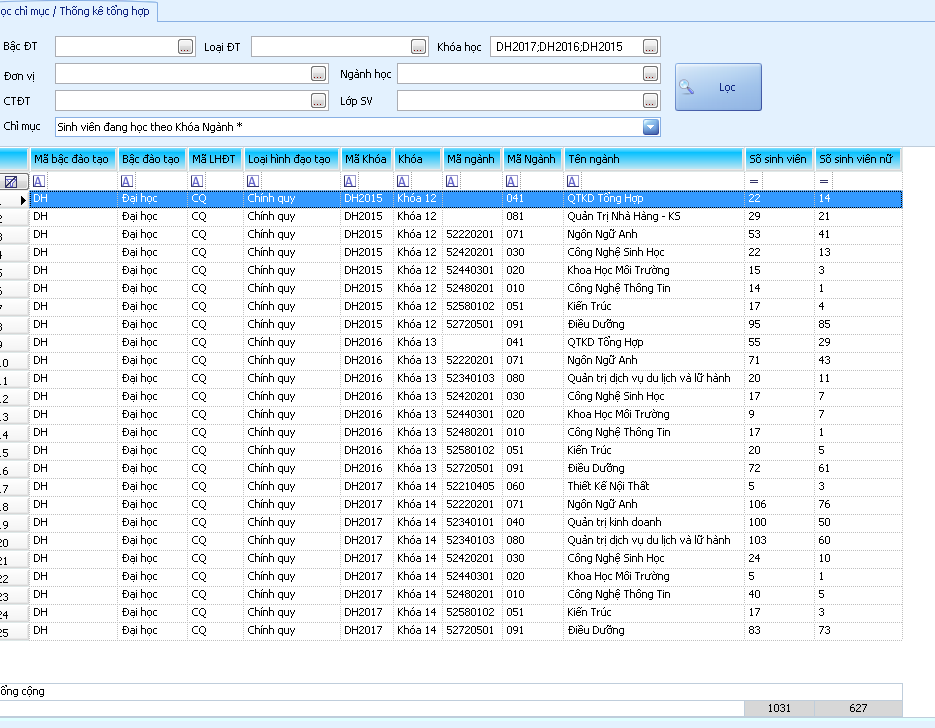 ọc chỉ mục / Thống kê tổng hợp
Bậc ĐT ... Loại ĐT ... Khóa học DH2017;DH2016;DH2015 ...
Đơn vị ... Ngành học ...
CTĐT ... Lớp SV ... Lọc
Chỉ mục Sinh viên đang học theo Khóa Ngành *
Mã bậc đào tạo Bậc đào tạo Mã LHĐT Loại hình đạo tạo Mã Khóa Khóa Mã ngành Mã Ngành Tên ngành Số sinh viên Số sinh viên nữ
A A A A A A A A A = =
DH Đại học CQ Chính quy DH2015 Khóa 12 041 QTKD Tổng Hợp 22 14
2 DH Đại học CQ Chính quy DH2015 Khóa 12 081 Quản Trị Nhà Hàng - KS 29 21
3 DH Đại học CQ Chính quy DH2015 Khóa 12 52220201 071 Ngôn Ngữ Anh 53 41
4 DH Đại học CQ Chính quy DH2015 Khóa 12 52420201 030 Công Nghệ Sinh Học 22 13
5 DH Đại học CQ Chính quy DH2015 Khóa 12 52440301 020 Khoa Học Môi Trường 15 3
6 DH Đại học CQ Chính quy DH2015 Khóa 12 52480201 010 Công Nghệ Thông Tin 14 1
7 DH Đại học CQ Chính quy DH2015 Khóa 12 52580102 051 Kiến Trúc 17 4
8 DH Đại học CQ Chính quy DH2015 Khóa 12 52720501 091 Điều Dưỡng 95 85
9 DH Đại học CQ Chính quy DH2016 Khóa 13 041 QTKD Tổng Hợp 55 29
.0 DH Đại học CQ Chính quy DH2016 Khóa 13 52220201 071 Ngôn Ngữ Anh 71 43
.1 DH Đại học CQ Chính quy DH2016 Khóa 13 52340103 080 Quản trị dịch vụ du lịch và lữ hành 20 11
.2 DH Đại học CQ Chính quy DH2016 Khóa 13 52420201 030 Công Nghệ Sinh Học 17 7
.3 DH Đại học CQ Chính quy DH2016 Khóa 13 52440301 020 Khoa Học Môi Trường 9 7
.4 DH Đại học CQ Chính quy DH2016 Khóa 13 52480201 010 Công Nghệ Thông Tin 17 1
.5 DH Đại học CQ Chính quy DH2016 Khóa 13 52580102 051 Kiến Trúc 20 5
.6 DH Đại học CQ Chính quy DH2016 Khóa 13 52720501 091 Điều Dưỡng 72 61
.7 DH Đại học CQ Chính quy DH2017 Khóa 14 52210405 060 Thiết Kế Nội Thất 5 3
.8 DH Đại học CQ Chính quy DH2017 Khóa 14 52220201 071 Ngôn Ngữ Anh 106 76
.9 DH Đại học CQ Chính quy DH2017 Khóa 14 52340101 040 Quản trị kinh doanh 100 50
20 DH Đại học CQ Chính quy DH2017 Khóa 14 52340103 080 Quản trị dịch vụ du lịch và lữ hành 103 60
21 DH Đại học CQ Chính quy DH2017 Khóa 14 52420201 030 Công Nghệ Sinh Học 24 10
22 DH Đại học CQ Chính quy DH2017 Khóa 14 52440301 020 Khoa Học Môi Trường 5 1
23 DH Đại học CQ Chính quy DH2017 Khóa 14 52480201 010 Công Nghệ Thông Tin 40 5
24 DH Đại học CQ Chính quy DH2017 Khóa 14 52580102 051 Kiến Trúc 17 3
25 DH Đại học CQ Chính quy DH2017 Khóa 14 52720501 091 Điều Dưỡng 83 73
ổng cộng
1031 627